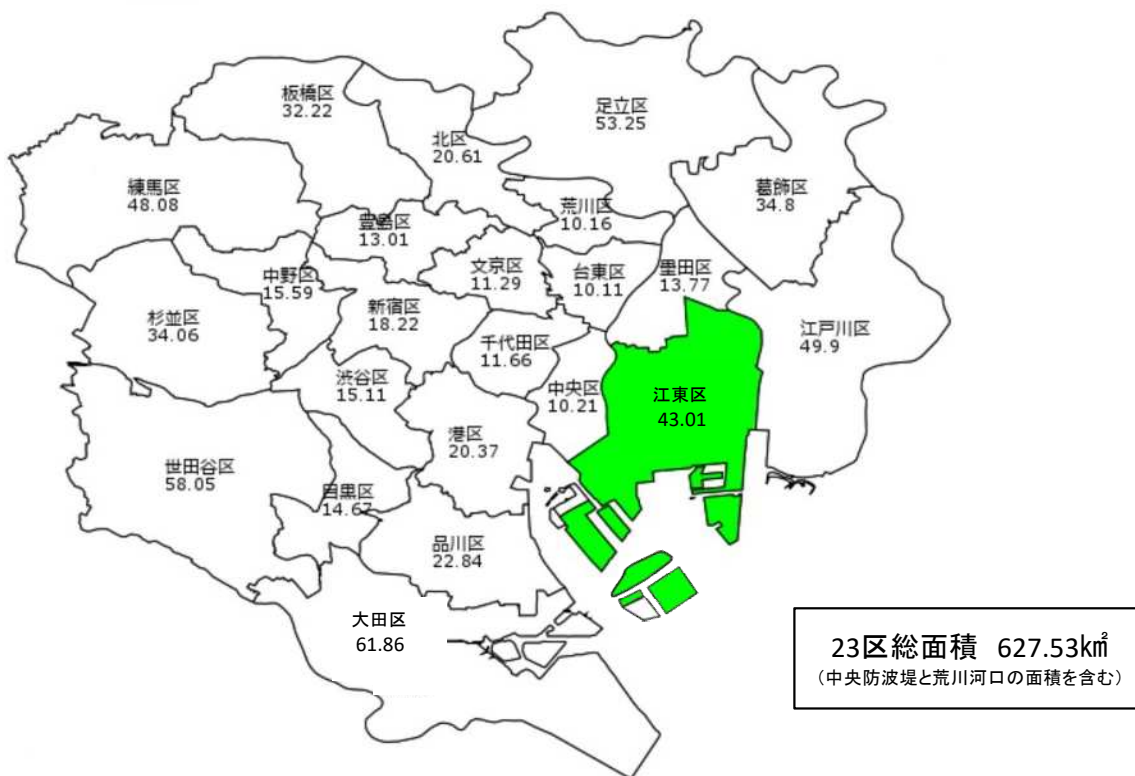 板橋区
32.22
足立区
53.25
北区
20.61
練馬区
48.08
葛飾区
34.8
荒川区
10.16
豊島区
13.01
文京区
11.29
台東区
10.11
墨田区
13.77
中野区
15.59
新宿区
18.22
杉並区
34.06
千代田区
11.66
江戸川区
49.9
渋谷区
15.11
中央区
10.21
江東区
43.01
港区
20.37
世田谷区
58.05
目黒区
14.67
品川区
22.84
大田区
61.86
23区総面積 627.53k㎡
（中央防波堤と荒川河口の面積を含む）